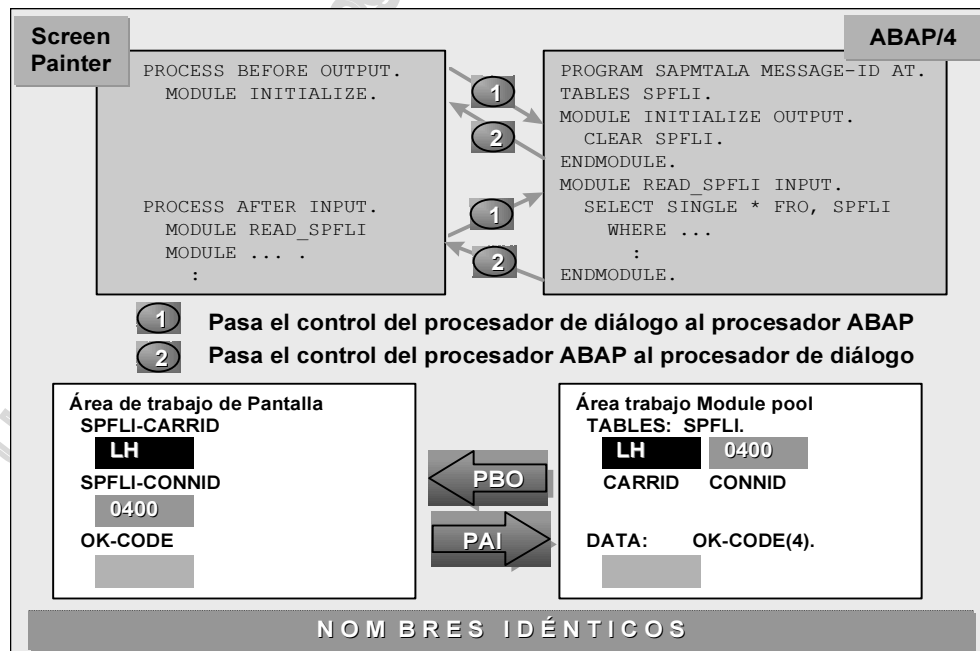 Screen
Painter
PROCESS BEFORE OUTPUT.
MODULE INITIALIZE.
PROCESS AFTER INPUT.
MODULE READ_SPFLI
MODULE ... .
:
1
2
1
2
ABAP/4
PROGRAM SAPMTALA MESSAGE-ID AT.
TABLES SPFLI.
MODULE INITIALIZE OUTPUT.
CLEAR SPFLI.
ENDMODULE.
MODULE READ_SPFLI INPUT.
SELECT SINGLE * FRO, SPFLI
WHERE ...
:
ENDMODULE.
1 Pasa el control del procesador de diálogo al procesador ABAP
2 Pasa el control del procesador ABAP al procesador de diálogo
Área de trabajo de Pantalla
SPFLI-CARRID
LH
SPFLI-CONNID
0400
OK-CODE
PBO
PAI
Área trabajo Module pool
TABLES: SPFLI.
LH 0400
CARRID CONNID
DATA: OK-CODE(4).
NOMBRES IDÉNTICOS